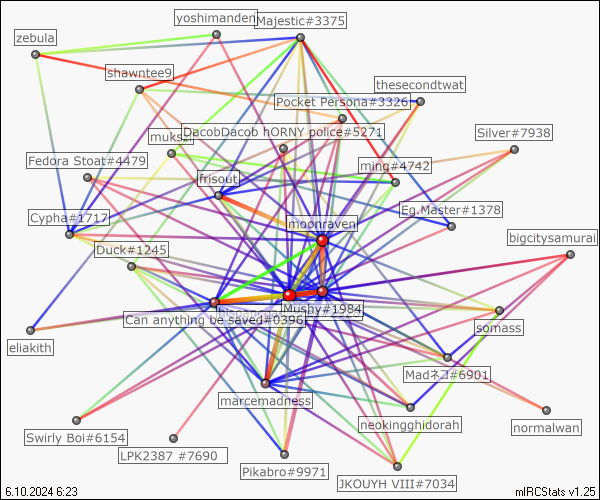 yoshimanden
Majestic#3375
zebula
shawntee9
thesecondtwat
Pocket Persona#3326
DacobDacob hORNY police#5271
Silver#7938
Fedora Stoat#4479
ming#4742
frisout
Cypha#1717
Eg.Master#1378
moonraven
Duck#1245
bigcitysamurai
Mushy#1984
Can anything be saved#0396
somass
eliakith
Madネコ#6901
marcemadness
neokingghidorah
normalwan
Swirly Boi#6154
LPK2387 #7690
Pikabro#9971
JKOUYH VIII#7034
6.10.2024 6:23
mIRCStats v1.25